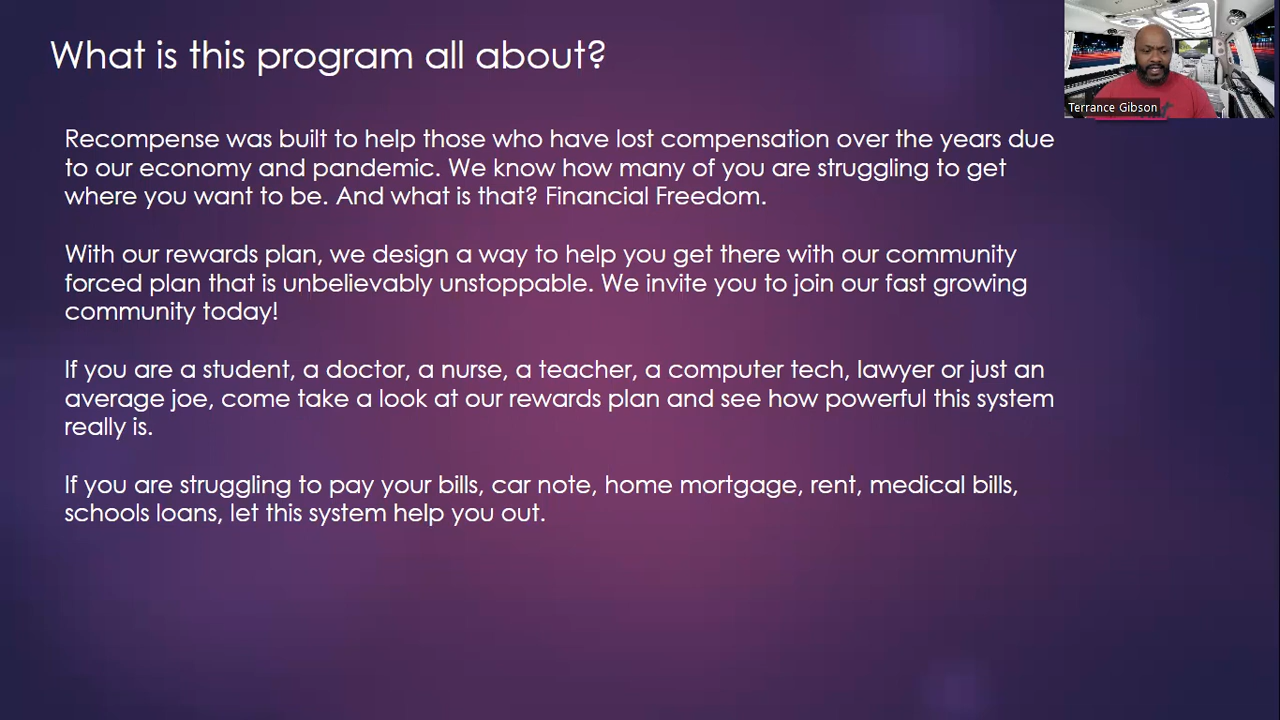 What is this program all about?
Terrance Gibson
Recompense was built to help those who have lost compensation over the years due
to our economy and pandemic. We know how many of you are struggling to get
where you want to be. And what is that? Financial Freedom.
With our rewards plan, we design a way to help you get there with our community
forced plan that is unbelievably unstoppable. We invite you to join our fast growing
community today!
If you are a student, a doctor, a nurse, a teacher, a computer tech, lawyer or just an
average joe, come take a look at our rewards plan and see how powerful this system
really is.
If you are struggling to pay your bills, car note, home mortgage, rent, medical bills,
schools loans, let this system help you out.